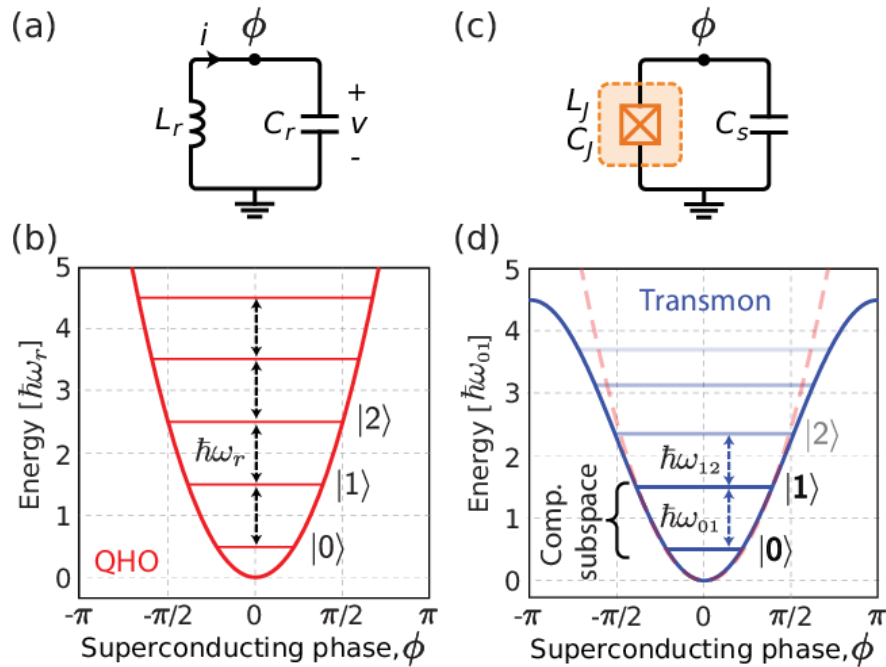 (a)
i
ϕ
L_r
C_r
+
v
-
(c)
ϕ
L_J
C_J
C_s
(b)
Energy [ℏω_r]
5
4
3
2
1
0
ℏω_r
|2⟩
|1⟩
|0⟩
QHO
-π
-π/2
0
π/2
π
Superconducting phase, ϕ
(d)
Energy [ℏω_01]
5
4
3
2
1
0
Transmon
|2⟩
ℏω_12
|1⟩
ℏω_01
|0⟩
Comp.
subspace
-π
-π/2
0
π/2
π
Superconducting phase, ϕ